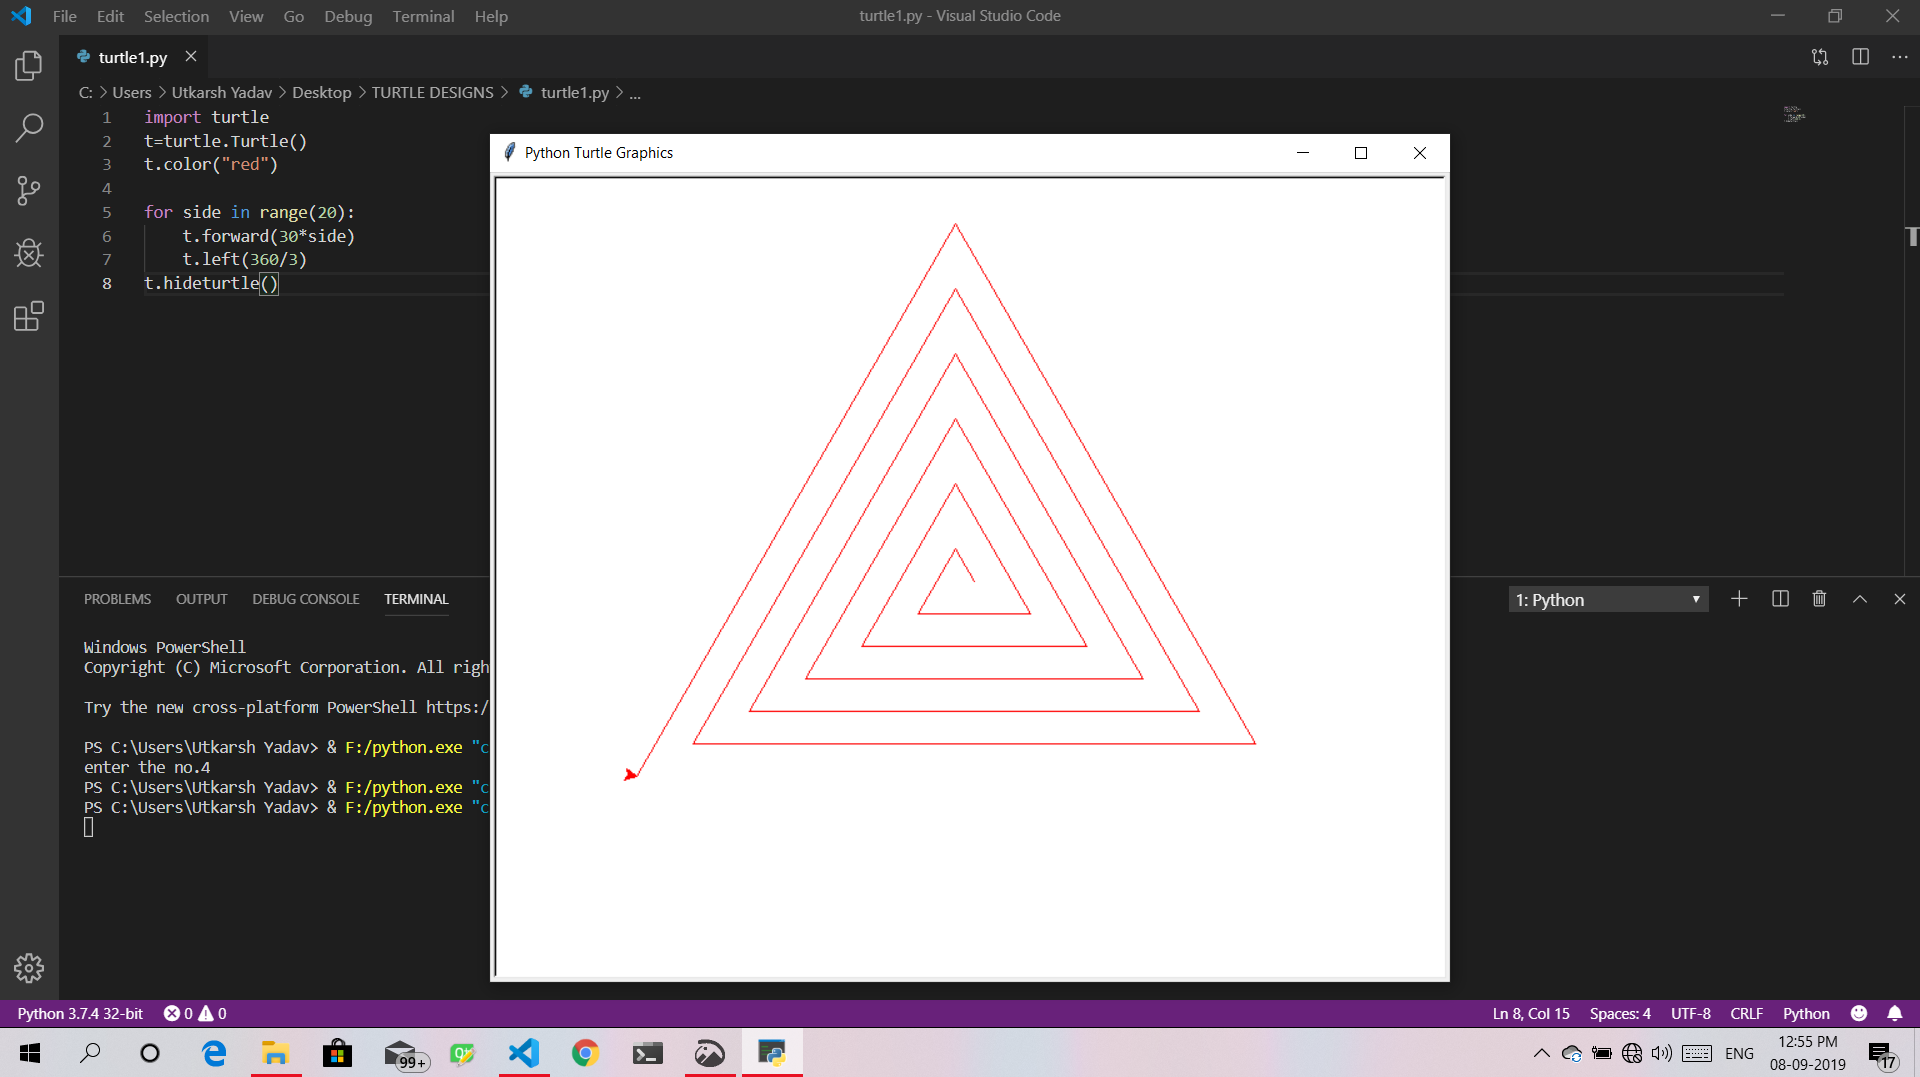 File Edit Selection View Go Debug Terminal Help
turtle1.py - Visual Studio Code
turtle1.py
C: > Users > Utkarsh Yadav > Desktop > TURTLE DESIGNS > turtle1.py > ...
1 import turtle
2 t=turtle.Turtle()
3 t.color("red")
4
5 for side in range(20):
6     t.forward(30*side)
7     t.left(360/3)
8 t.hideturtle()
Python Turtle Graphics
PROBLEMS OUTPUT DEBUG CONSOLE TERMINAL
1: Python
Windows PowerShell
Copyright (C) Microsoft Corporation. All righ
Try the new cross-platform PowerShell https:/
PS C:\Users\Utkarsh Yadav> & F:/python.exe "c
enter the no.4
PS C:\Users\Utkarsh Yadav> & F:/python.exe "c
PS C:\Users\Utkarsh Yadav> & F:/python.exe "c
Python 3.7.4 32-bit 0 0
Ln 8, Col 15 Spaces: 4 UTF-8 CRLF Python
99+
ENG
12:55 PM
08-09-2019
17